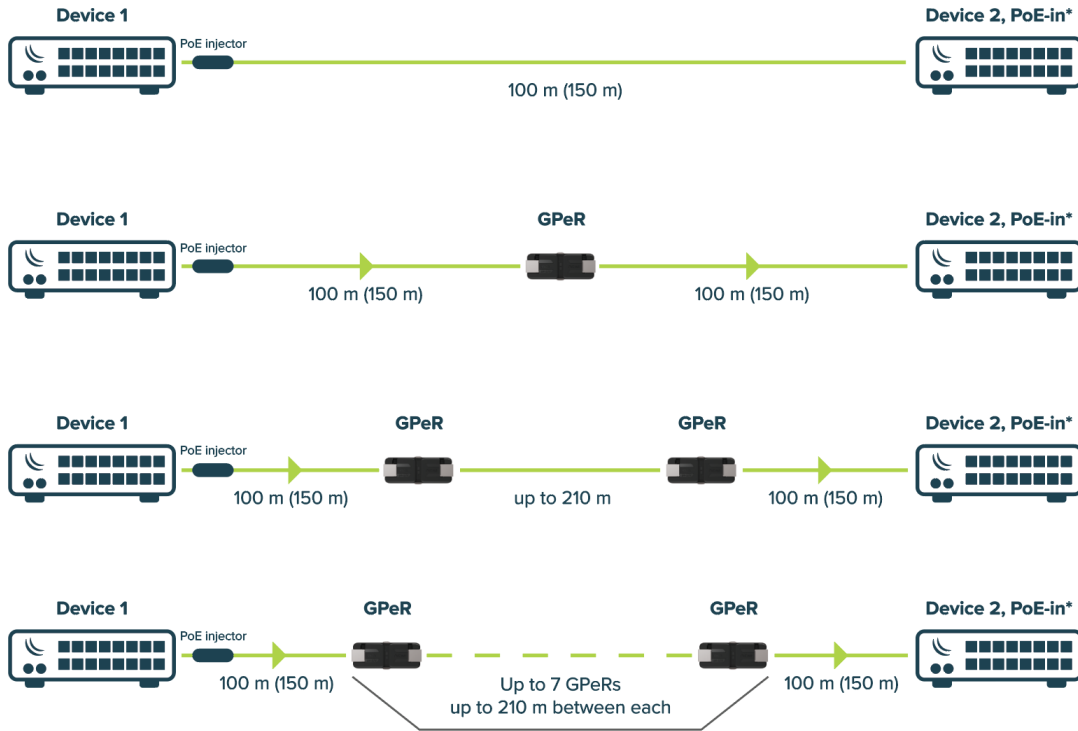 Device 1
Device 2, PoE-in*
PoE injector
100 m (150 m)
Device 1
GPeR
Device 2, PoE-in*
PoE injector
100 m (150 m)
100 m (150 m)
Device 1
GPeR
GPeR
Device 2, PoE-in*
PoE injector
100 m (150 m)
up to 210 m
100 m (150 m)
Device 1
GPeR
GPeR
Device 2, PoE-in*
PoE injector
100 m (150 m)
Up to 7 GPeRs
up to 210 m between each
100 m (150 m)